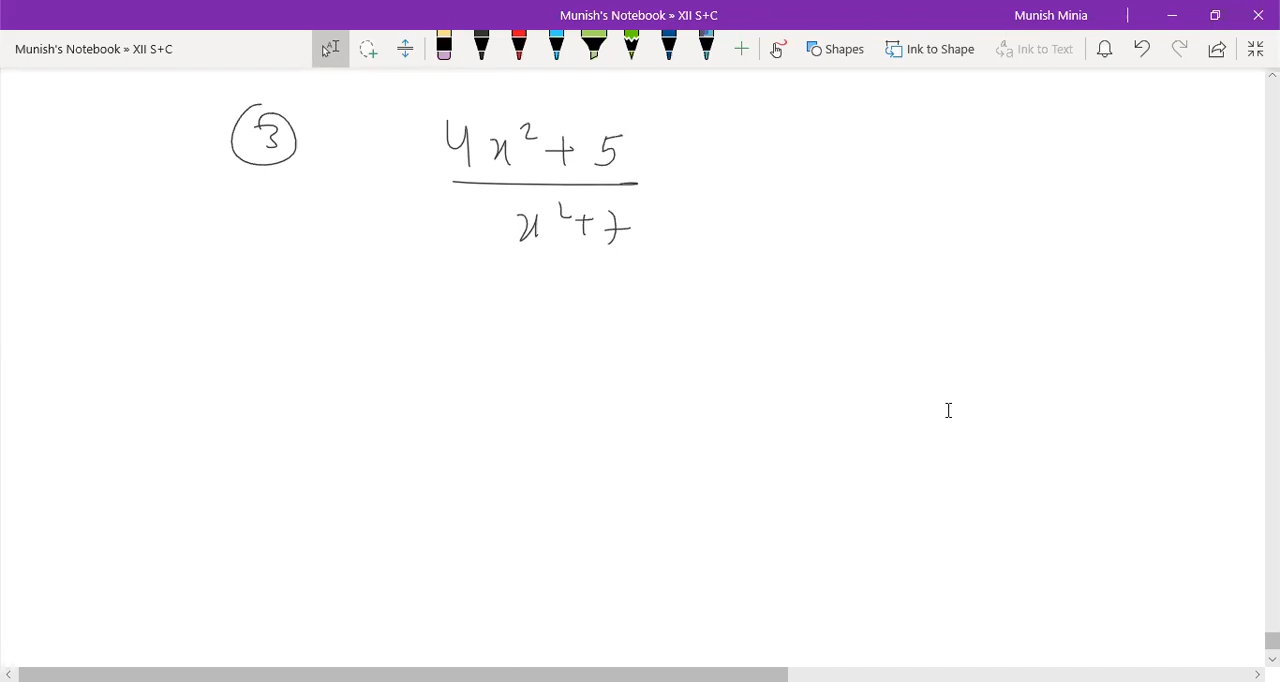 Munish's Notebook » XII S+C
Munish Minia
Munish's Notebook » XII S+C
Shapes
Ink to Shape
Ink to Text
3
4x² + 5
x² + 7